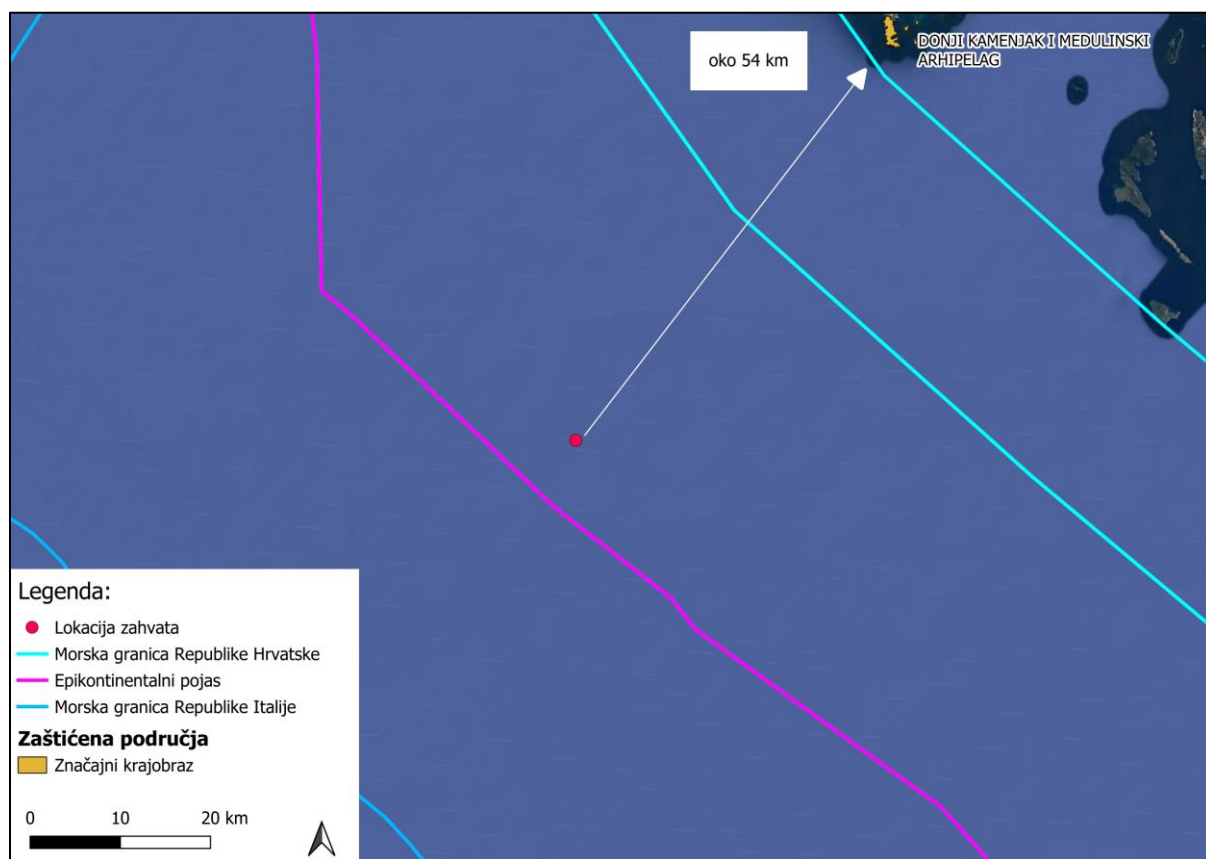 oko 54 km
DONJI KAMENJAK I MEDULINSKI
ARHIPELAG
Legenda:
Lokacija zahvata
Morska granica Republike Hrvatske
Epikontinentalni pojas
Morska granica Republike Italije
Zaštićena područja
Značajni krajobraz
0 10 20 km